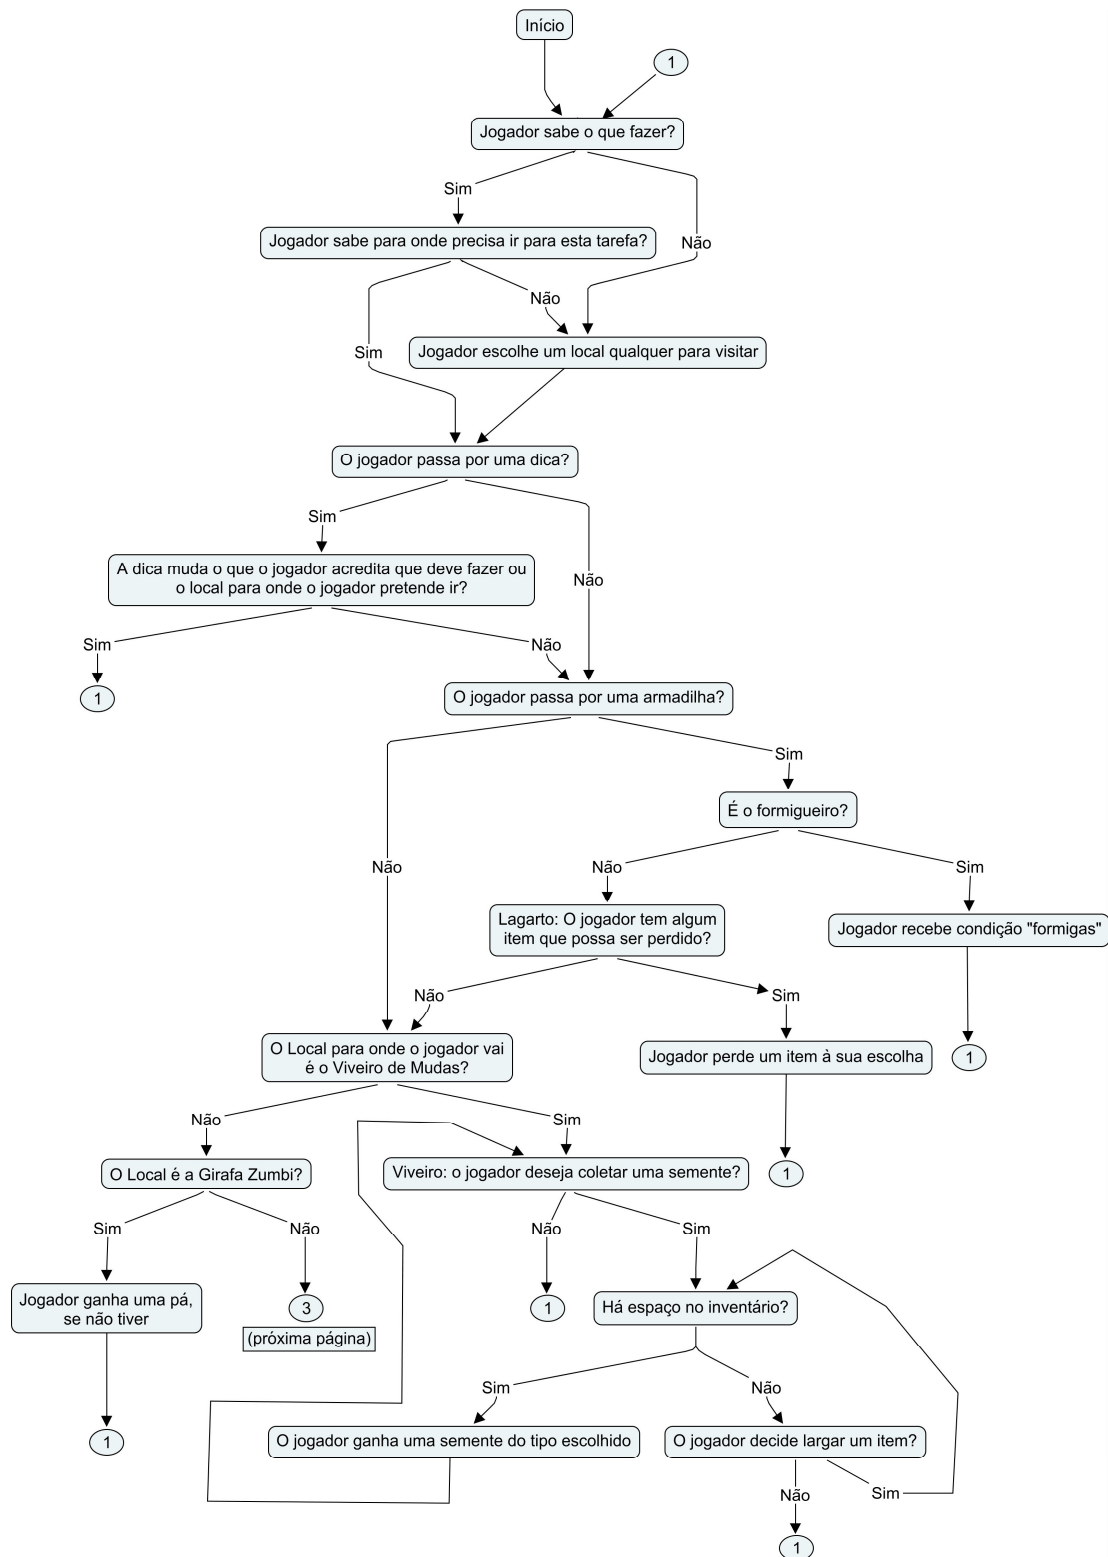 Início
1
Jogador sabe o que fazer?
Sim
Jogador sabe para onde precisa ir para esta tarefa?
Não
Não
Sim
Jogador escolhe um local qualquer para visitar
O jogador passa por uma dica?
Sim
A dica muda o que o jogador acredita que deve fazer ou
o local para onde o jogador pretende ir?
Não
Sim
Não
1
O jogador passa por uma armadilha?
Sim
É o formigueiro?
Não
Não
Sim
Lagarto: O jogador tem algum
item que possa ser perdido?
Jogador recebe condição "formigas"
Não
Sim
O Local para onde o jogador vai
é o Viveiro de Mudas?
Jogador perde um item à sua escolha
1
Não
Sim
O Local é a Girafa Zumbi?
Viveiro: o jogador deseja coletar uma semente?
1
Sim
Não
Não
Sim
Jogador ganha uma pá,
se não tiver
3
(próxima página)
1
Há espaço no inventário?
Sim
Não
1
O jogador ganha uma semente do tipo escolhido
O jogador decide largar um item?
Não
Sim
1